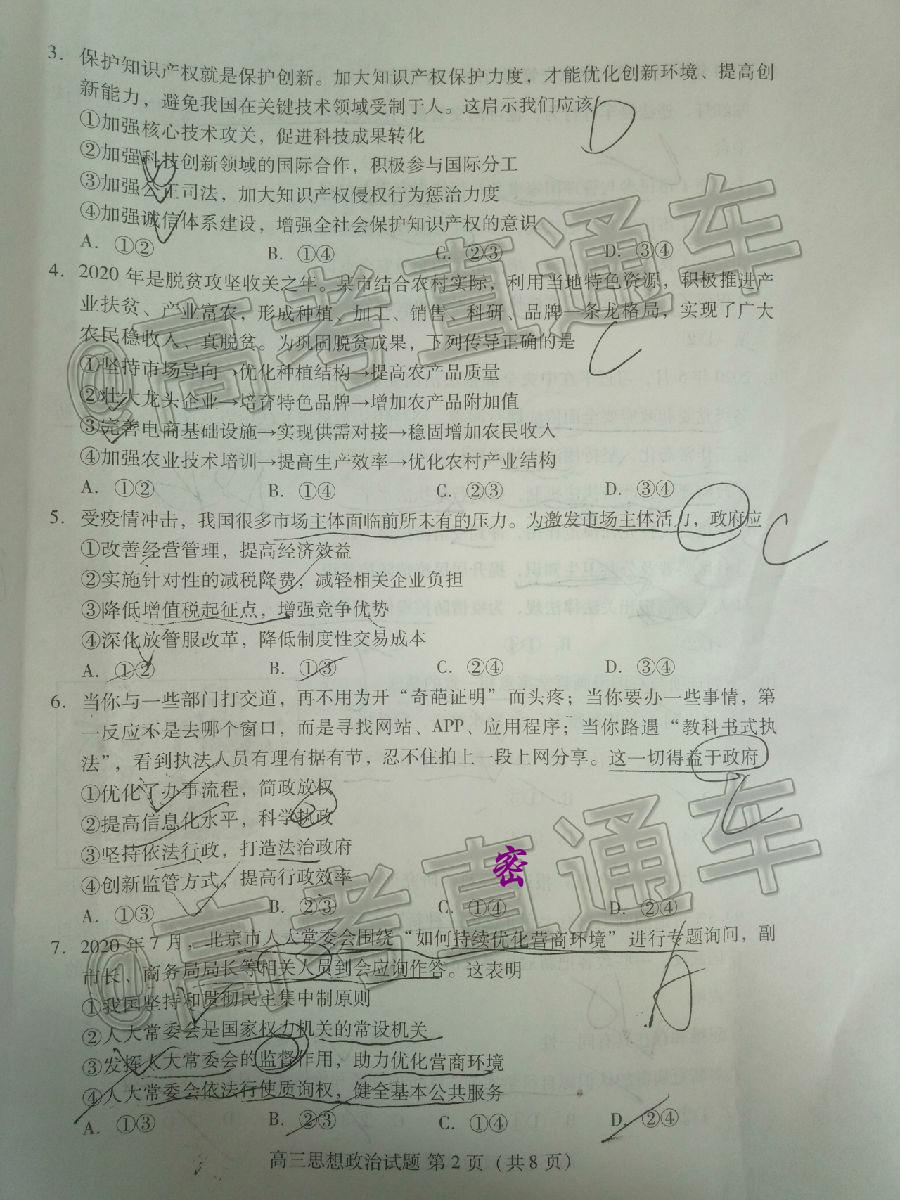 3. 保护知识产权就是保护创新。加大知识产权保护力度，才能优化创新环境、提高创
新能力，避免我国在关键技术领域受制于人。这启示我们应该 D
①加强核心技术攻关，促进科技成果转化
②加强科技创新领域的国际合作，积极参与国际分工
③加强公正司法，加大知识产权侵权行为惩治力度
④加强诚信体系建设，增强全社会保护知识产权的意识
A. ①② B. ①④ C. ②③ D. ③④
4. 2020 年是脱贫攻坚收关之年。某市结合农村实际，利用当地特色资源，积极推进产
业扶贫、产业富农，形成种植、加工、销售、科研、品牌一条龙格局，实现了广大
农民稳收入、真脱贫。为巩固脱贫成果，下列传导正确的是 C
①坚持市场导向→优化种植结构→提高农产品质量
②壮大龙头企业→培育特色品牌→增加农产品附加值
③完善电商基础设施→实现供需对接→稳固增加农民收入
④加强农业技术培训→提高生产效率→优化农村产业结构
A. ①② B. ①④ C. ②③ D. ③④
5. 受疫情冲击，我国很多市场主体面临前所未有的压力。为激发市场主体活力，政府应 C
①改善经营管理，提高经济效益
②实施针对性的减税降费，减轻相关企业负担
③降低增值税起征点，增强竞争优势
④深化放管服改革，降低制度性交易成本
A. ①② B. ①③ C. ②④ D. ③④
6. 当你与一些部门打交道，再不用为开“奇葩证明”而头疼；当你要办一些事情，第
一反应不是去哪个窗口，而是寻找网站、APP、应用程序；当你路遇“教科书式执
法”，看到执法人员有理有据有节，忍不住拍上一段上网分享。这一切得益于政府
①优化了办事流程，简政放权
②提高信息化水平，科学执政
③坚持依法行政，打造法治政府
④创新监管方式，提高行政效率
A. ①③ B. ②③ C. ①④ D. ②④
密
7. 2020 年 7 月，北京市人大常委会围绕“如何持续优化营商环境”进行专题询问，副
市长、商务局局长等相关人员到会应询作答。这表明 A
①我国坚持和贯彻民主集中制原则
②人大常委会是国家权力机关的常设机关
③发挥人大常委会的监督作用，助力优化营商环境
④人大常委会依法行使质询权，健全基本公共服务
A. ①③ B. ②③ C. ①④ D. ②④
高三思想政治试题 第 2 页（共 8 页）
@高考直通车
@高考直通车